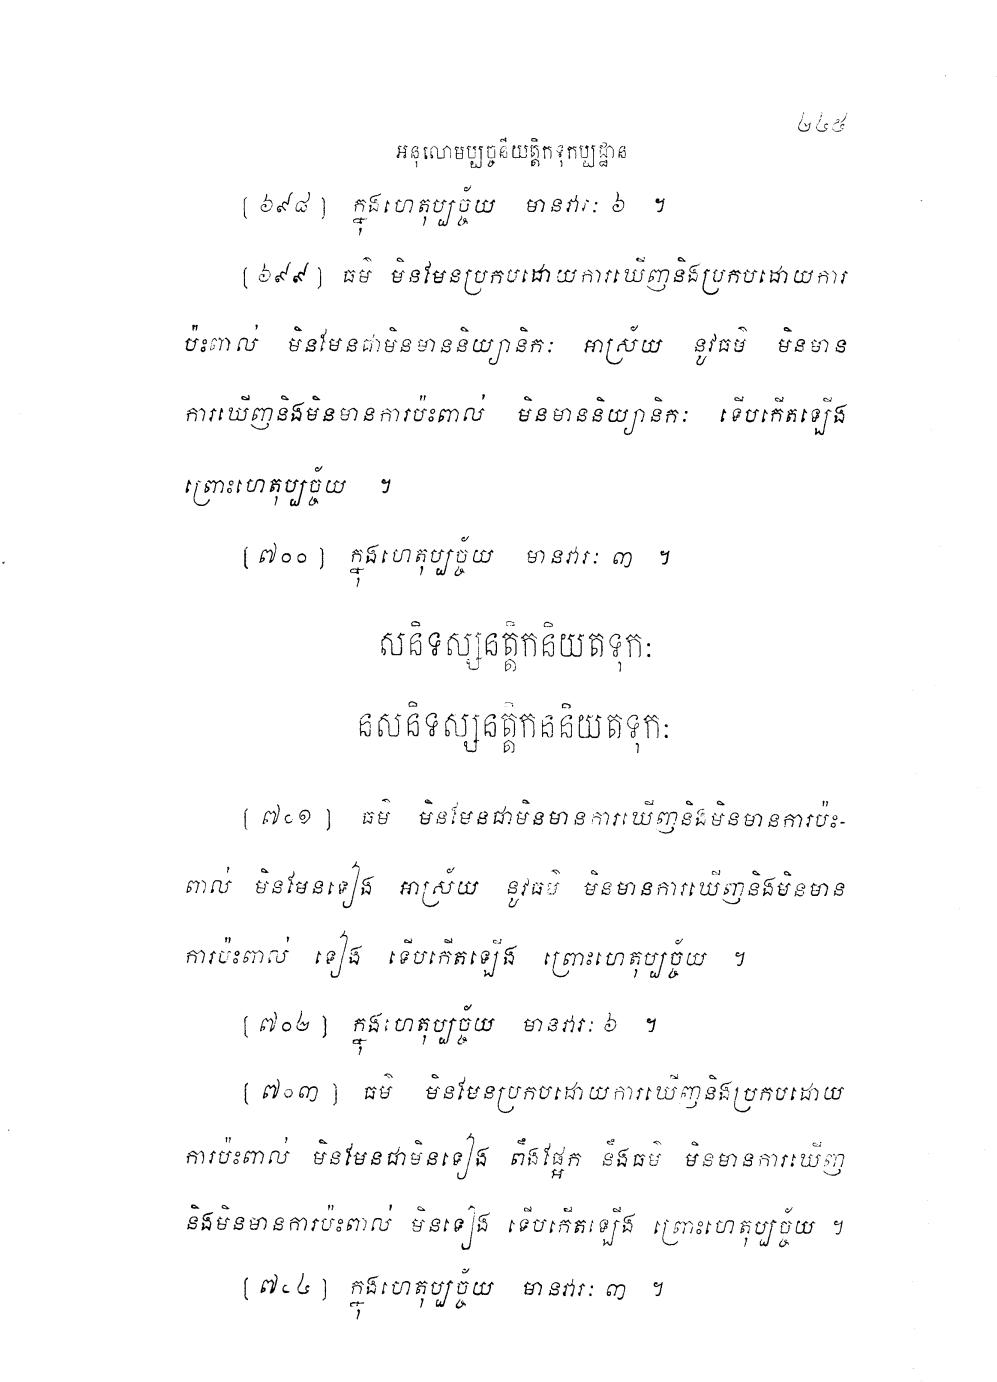 ២៤៥
អនុលោមប្បច្ចនីយត្តិកទុកប្បដ្ឋាន
[ ៦៩៨ ] ក្នុងហេតុប្បច្ច័យ មានវារៈ ៦ ។
[ ៦៩៩ ] ធម៌ មិនមែនប្រកបដោយការឃើញនិងប្រកបដោយការ
ប៉ះពាល់ មិនមែនជាមិនមាននិយ្យានិកៈ អាស្រ័យ នូវធម៌ មិនមាន
ការឃើញនិងមិនមានការប៉ះពាល់ មិនមាននិយ្យានិកៈ ទើបកើតឡើង
ព្រោះហេតុប្បច្ច័យ ។
[ ៧០០ ] ក្នុងហេតុប្បច្ច័យ មានវារៈ ៣ ។
សនិទស្សនត្តិកនិយតទុកៈ
នសនិទស្សនត្តិកននិយតទុកៈ
[ ៧០១ ] ធម៌ មិនមែនជាមិនមានការឃើញនិងមិនមានការប៉ះ-
ពាល់ មិនមែនទៀង អាស្រ័យ នូវធម៌ មិនមានការឃើញនិងមិនមាន
ការប៉ះពាល់ ទៀង ទើបកើតឡើង ព្រោះហេតុប្បច្ច័យ ។
[ ៧០២ ] ក្នុងហេតុប្បច្ច័យ មានវារៈ ៦ ។
[ ៧០៣ ] ធម៌ មិនមែនប្រកបដោយការឃើញនិងប្រកបដោយ
ការប៉ះពាល់ មិនមែនជាមិនទៀង ពឹងផ្អែក នឹងធម៌ មិនមានការឃើញ
និងមិនមានការប៉ះពាល់ មិនទៀង ទើបកើតឡើង ព្រោះហេតុប្បច្ច័យ ។
[ ៧០៤ ] ក្នុងហេតុប្បច្ច័យ មានវារៈ ៣ ។